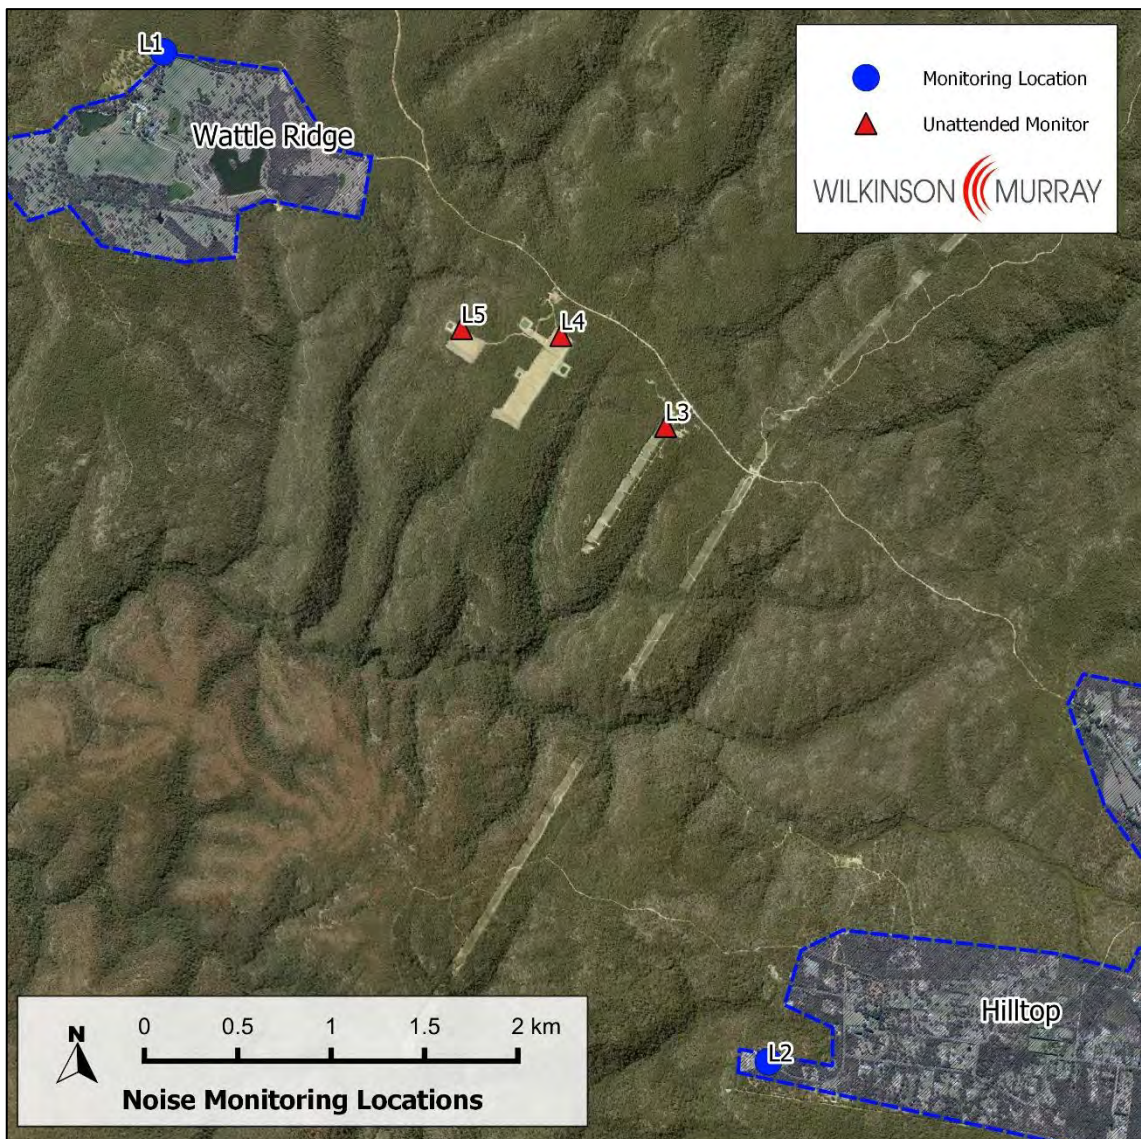 L1
Wattle Ridge
Monitoring Location
Unattended Monitor
WILKINSON MURRAY
L5
L4
L3
Hilltop
L2
N
0 0.5 1 1.5 2 km
Noise Monitoring Locations